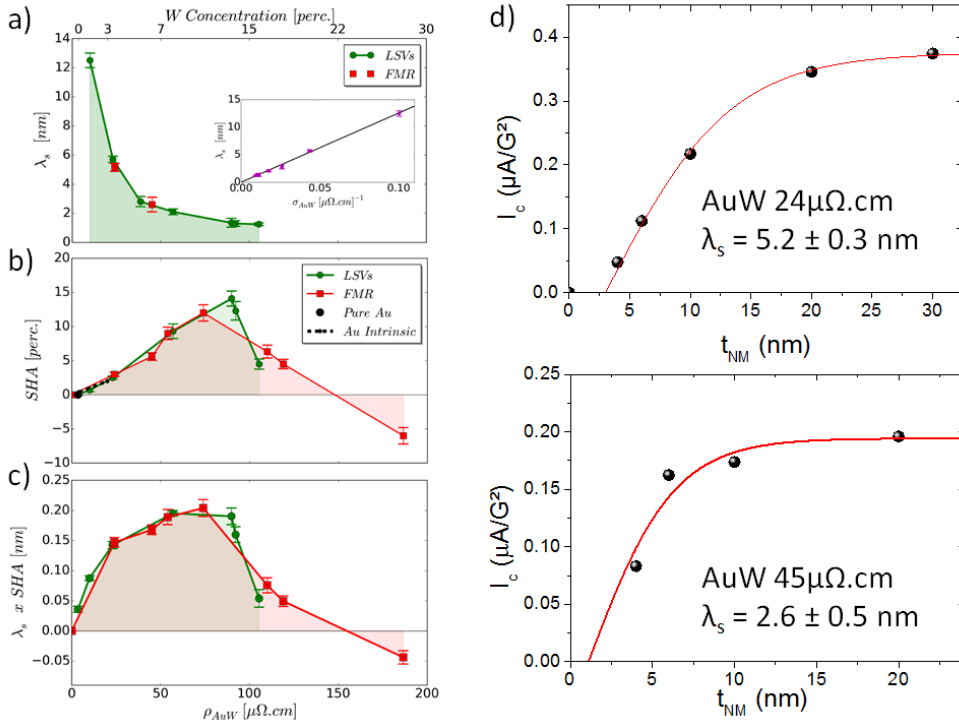 a)
W Concentration [perc.]
0 3 7 15 30
14
12
10
8
6
4
2
0
λs [nm]
LSVs
FMR
15
10
5
0
λs [nm]
0.00 0.05 0.10
σAuW [μΩ.cm]⁻¹
b)
20
15
10
5
0
−5
−10
SHA [perc.]
LSVs
FMR
Pure Au
Au Intrinsic
c)
0.25
0.20
0.15
0.10
0.05
0.00
−0.05
λs x SHA [nm]
0 50 100 150 200
ρAuW [μΩ.cm]
d)
0.4
0.3
0.2
0.1
0.0
Ic (μA/G²)
AuW 24μΩ.cm
λs = 5.2 ± 0.3 nm
0 5 10 15 20 25 30
tNM (nm)
0.25
0.20
0.15
0.10
0.05
0.00
Ic (μA/G²)
AuW 45μΩ.cm
λs = 2.6 ± 0.5 nm
0 5 10 15 20
tNM (nm)